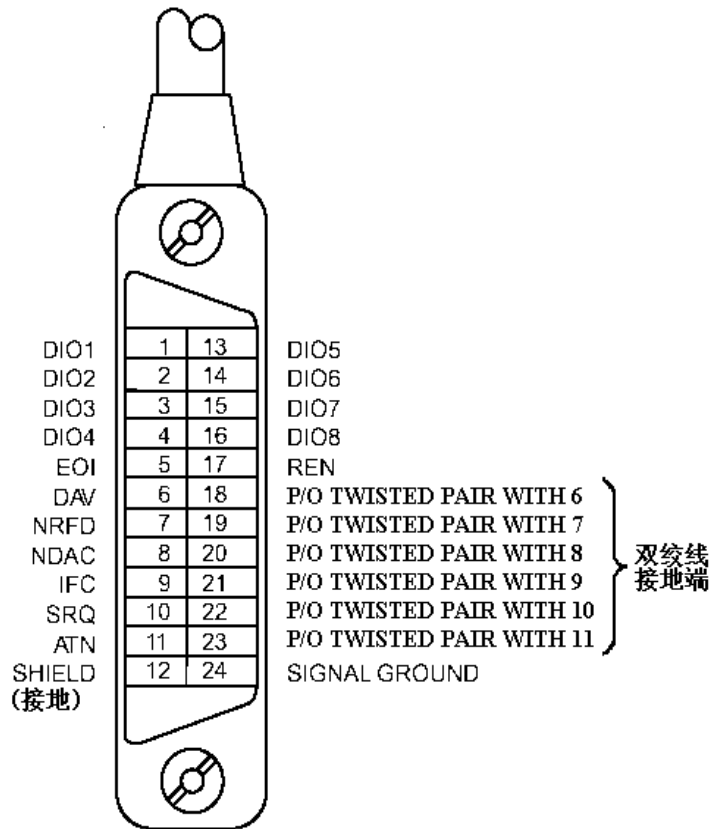 DIO1 1 13 DIO5
DIO2 2 14 DIO6
DIO3 3 15 DIO7
DIO4 4 16 DIO8
EOI 5 17 REN
DAV 6 18 P/O TWISTED PAIR WITH 6
NRFD 7 19 P/O TWISTED PAIR WITH 7
NDAC 8 20 P/O TWISTED PAIR WITH 8
IFC 9 21 P/O TWISTED PAIR WITH 9
SRQ 10 22 P/O TWISTED PAIR WITH 10
ATN 11 23 P/O TWISTED PAIR WITH 11
SHIELD 12 24 SIGNAL GROUND
(接地)
双绞线
接地端